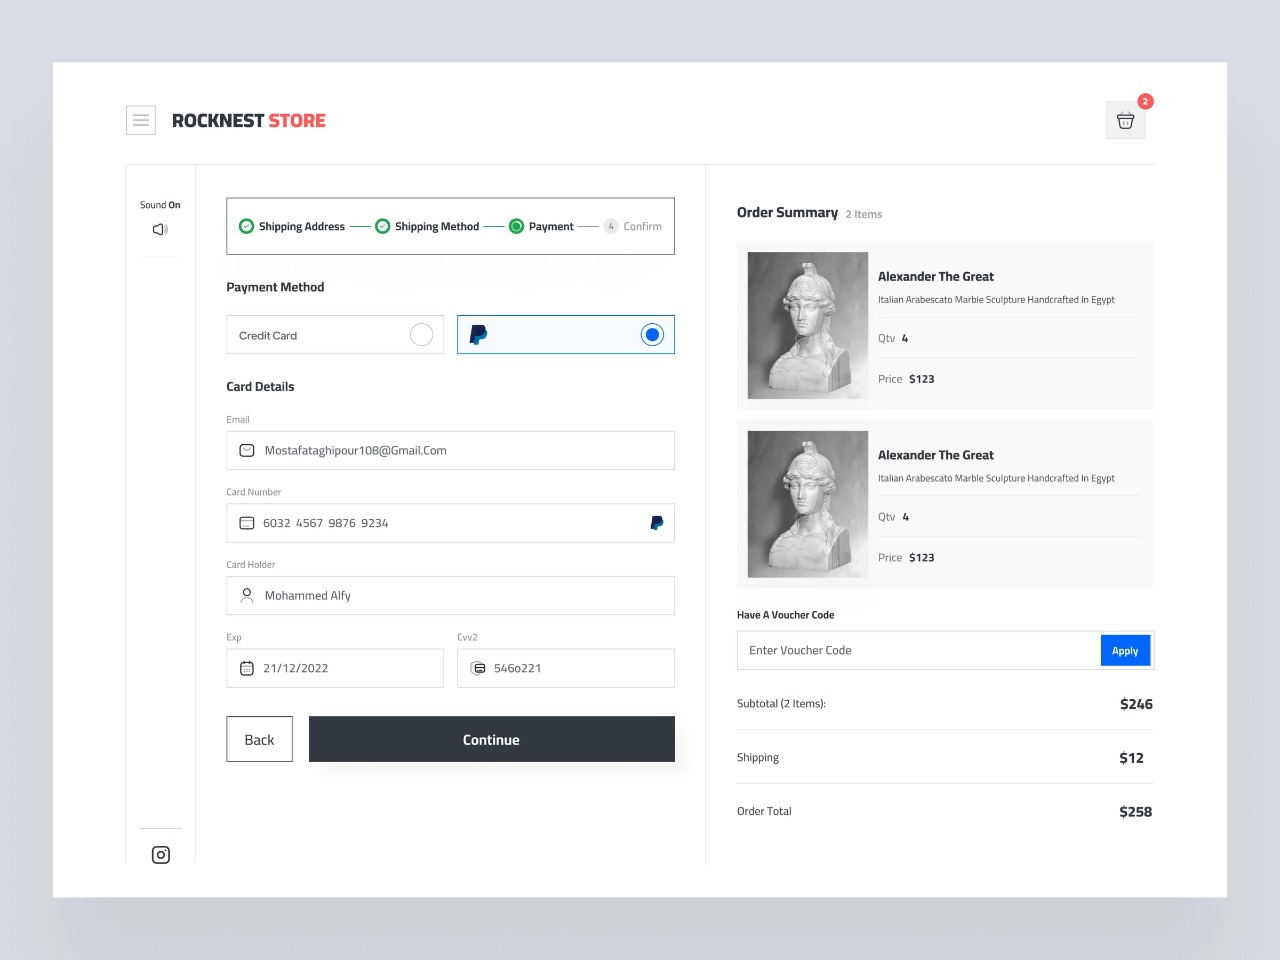 ROCKNEST STORE
2
Sound On
Shipping Address
Shipping Method
Payment
4 Confirm
Payment Method
Credit Card
Card Details
Email
Mostafataghipour108@Gmail.Com
Card Number
6032 4567 9876 9234
Card Holder
Mohammed Alfy
Exp
Cvv2
21/12/2022
546o221
Back
Continue
Order Summary 2 Items
Alexander The Great
Italian Arabescato Marble Sculpture Handcrafted In Egypt
Qtv 4
Price $123
Alexander The Great
Italian Arabescato Marble Sculpture Handcrafted In Egypt
Qtv 4
Price $123
Have A Voucher Code
Enter Voucher Code
Apply
Subtotal (2 Items): $246
Shipping $12
Order Total $258